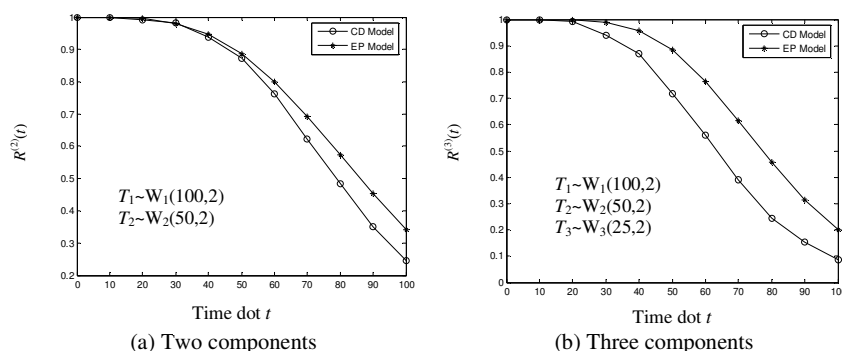 1
0.9
0.8
0.7
0.6
0.5
0.4
0.3
0.2
R⁽²⁾(t)
CD Model
EP Model
T₁~W₁(100,2)
T₂~W₂(50,2)
0 10 20 30 40 50 60 70 80 90 100
Time dot t
(a) Two components
1
0.9
0.8
0.7
0.6
0.5
0.4
0.3
0.2
0.1
0
R⁽³⁾(t)
CD Model
EP Model
T₁~W₁(100,2)
T₂~W₂(50,2)
T₃~W₃(25,2)
0 10 20 30 40 50 60 70 80 90 100
Time dot t
(b) Three components